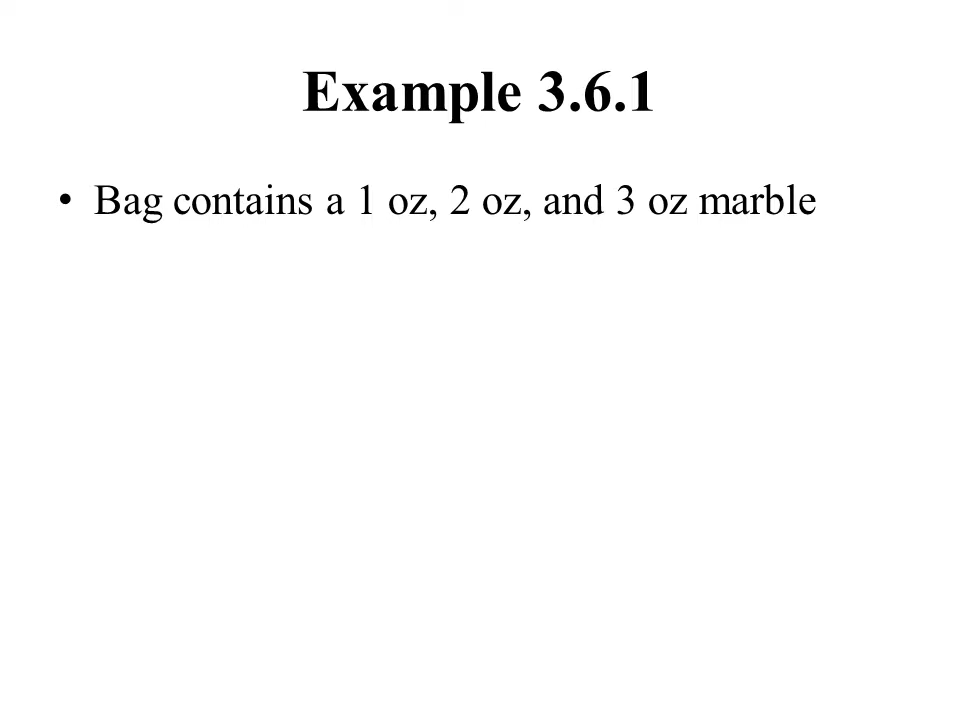 Example 3.6.1
• Bag contains a 1 oz, 2 oz, and 3 oz marble